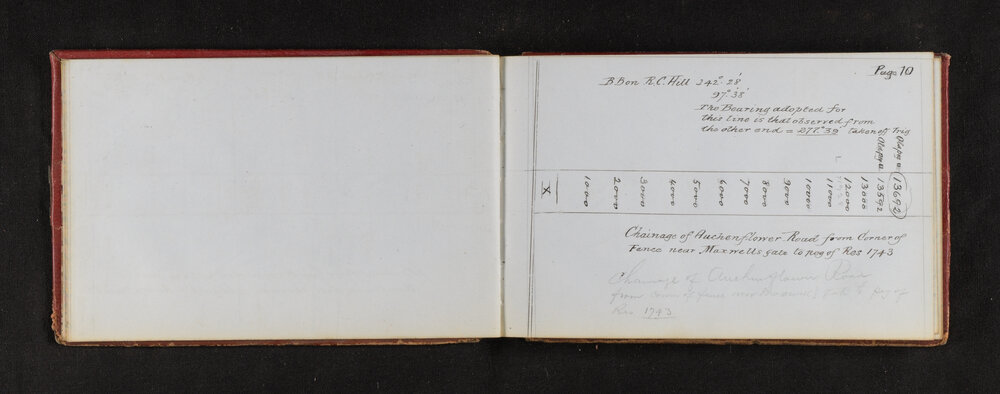 Page 10
B Bon R.C. Hill 242° 28'
97° 38'
The Bearing adopted for
this line is that observed from
the other end = 277° 39' taken off Trig
X
1000
2000
3000
4000
5000
6000
7000
8000
9000
10000
11000
12000
13000
13592
13692
Chainage of Auchenflower Road from Corner of
Fence near Maxwells gate to peg of Res 1743
Chainage of Auchenflower Road
from corner of fence near Maxwells gate to peg of
Res 1743